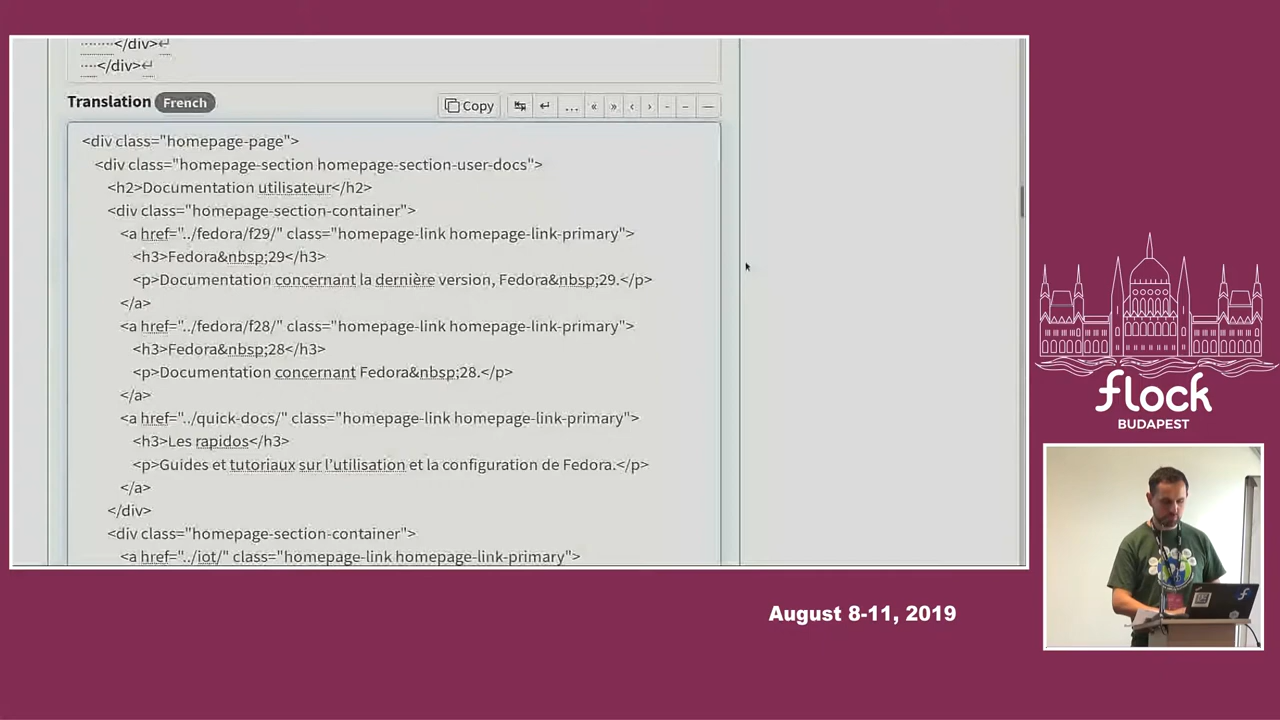 </div>↵
</div>↵
Translation French
Copy ↹ ↵ … « » ‹ › - – —
<div class="homepage-page">
<div class="homepage-section homepage-section-user-docs">
<h2>Documentation utilisateur</h2>
<div class="homepage-section-container">
<a href="../fedora/f29/" class="homepage-link homepage-link-primary">
<h3>Fedora&nbsp;29</h3>
<p>Documentation concernant la dernière version, Fedora&nbsp;29.</p>
</a>
<a href="../fedora/f28/" class="homepage-link homepage-link-primary">
<h3>Fedora&nbsp;28</h3>
<p>Documentation concernant Fedora&nbsp;28.</p>
</a>
<a href="../quick-docs/" class="homepage-link homepage-link-primary">
<h3>Les rapidos</h3>
<p>Guides et tutoriaux sur l’utilisation et la configuration de Fedora.</p>
</a>
</div>
<div class="homepage-section-container">
<a href="../iot/" class="homepage-link homepage-link-primary">
flock
BUDAPEST
August 8-11, 2019